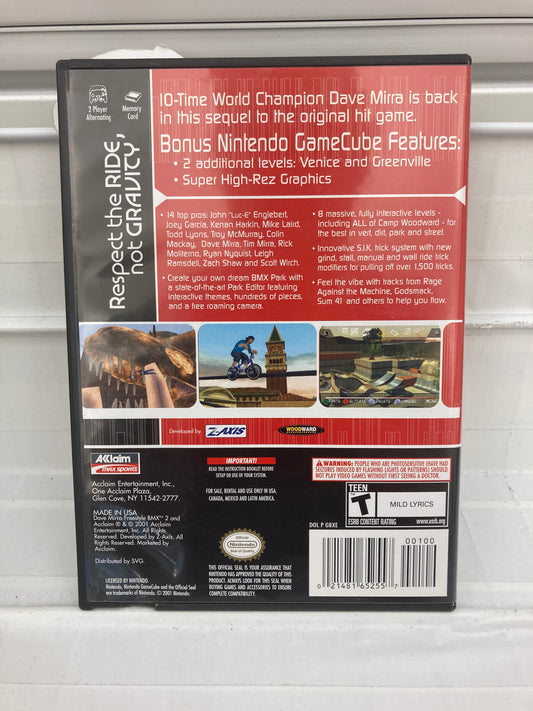 2 Player
Alternating
Memory
Card
Respect the RIDE,
not GRAVITY
10-Time World Champion Dave Mirra is back
in this sequel to the original hit game.
Bonus Nintendo GameCube Features:
• 2 additional levels: Venice and Greenville
• Super High-Rez Graphics
• 14 top pros: John "Luc-E" Englebert,
Joey Garcia, Kenan Harkin, Mike Laird,
Todd Lyons, Troy McMurray, Colin
Mackay, Dave Mirra, Tim Mirra, Rick
Moliterno, Ryan Nyquist, Leigh
Ramsdell, Zach Shaw and Scott Wirch.
• Create your own dream BMX Park with
a state-of-the-art Park Editor featuring
interactive themes, hundreds of pieces,
and a free roaming camera.
• 8 massive, fully interactive levels -
including ALL of Camp Woodward - for
the best in vert, dirt, park and street.
• Innovative S.I.K. trick system with new
grind, stall, manual and wall ride trick
modifiers for pulling off over 1,500 tricks.
• Feel the vibe with tracks from Rage
Against the Machine, Godsmack,
Sum 41 and others to help you flow.
Developed by:
Z-AXIS
WOODWARD
AKklaim
max sports
Acclaim Entertainment, Inc.,
One Acclaim Plaza,
Glen Cove, NY 11542-2777.
MADE IN USA
Dave Mirra Freestyle BMX™ 2 and
Acclaim ® & © 2001 Acclaim
Entertainment, Inc. All Rights
Reserved. Developed by Z-Axis. All
Rights Reserved. Marketed by
Acclaim.
Distributed by SVG.
LICENSED BY NINTENDO.
Nintendo, Nintendo GameCube and the Official Seal
are trademarks of Nintendo. © 2001 Nintendo.
IMPORTANT!
READ THE INSTRUCTION BOOKLET BEFORE
SETUP OR USE OF YOUR SYSTEM.
FOR SALE, RENTAL AND USE ONLY IN USA,
CANADA, MEXICO AND LATIN AMERICA.
Official
Nintendo
Seal
THIS OFFICIAL SEAL IS YOUR ASSURANCE THAT
NINTENDO HAS APPROVED THE QUALITY OF THIS
PRODUCT. ALWAYS LOOK FOR THIS SEAL WHEN
BUYING GAMES AND ACCESSORIES TO ENSURE
COMPLETE COMPATIBILITY.
WARNING: PEOPLE WHO ARE PHOTOSENSITIVE (HAVE HAD
SEIZURES INDUCED BY FLASHING LIGHTS OR PATTERNS) SHOULD
NOT PLAY VIDEO GAMES WITHOUT FIRST SEEING A DOCTOR.
TEEN
T
MILD LYRICS
ESRB CONTENT RATING www.esrb.org
DOL P GBXE
00100
0 21481 65255 7